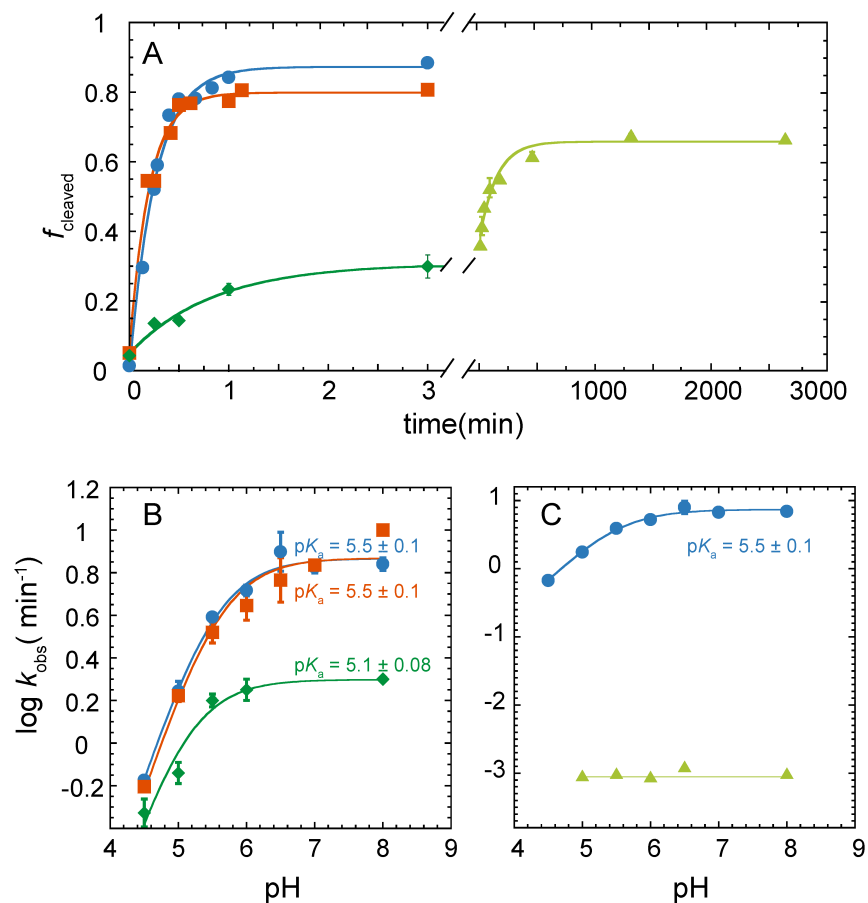 A
1
0.8
0.6
0.4
0.2
0
f cleaved
0 1 3 1000 2000 3000
time(min)
B
1.2
1
0.8
0.6
0.4
0.2
0
-0.2
log k obs ( min⁻¹)
pKa = 5.5 ± 0.1
pKa = 5.5 ± 0.1
pKa = 5.1 ± 0.08
4 5 6 7 8 9
pH
C
1
0
-1
-2
-3
pKa = 5.5 ± 0.1
4 5 6 7 8 9
pH